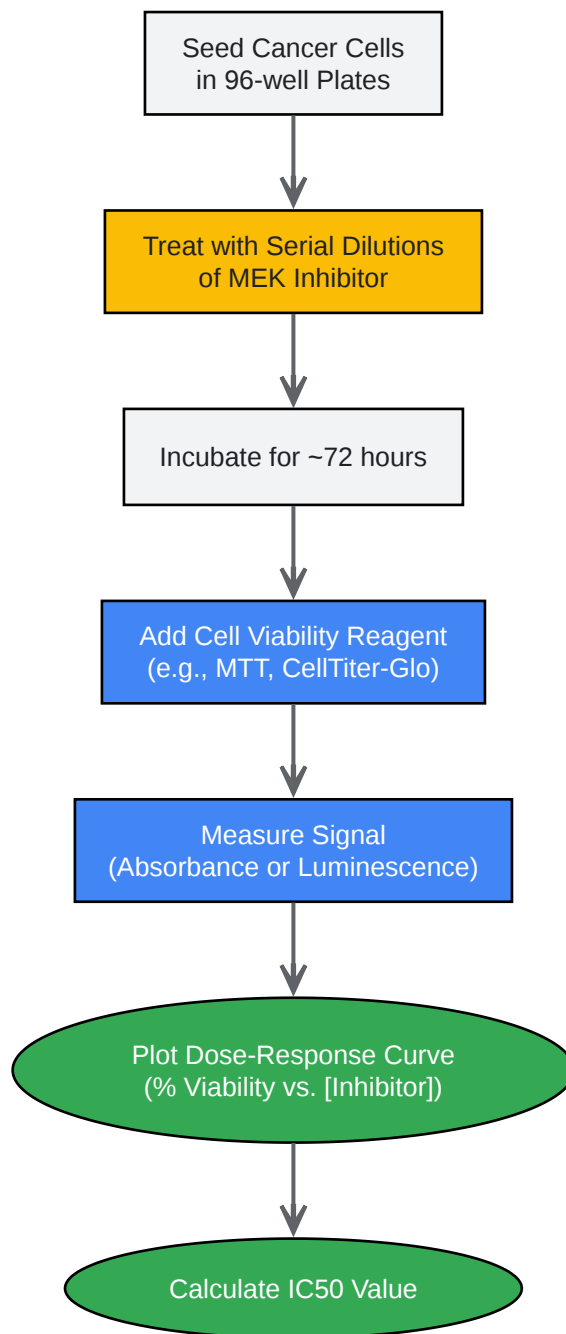 Seed Cancer Cells
in 96-well Plates
Treat with Serial Dilutions
of MEK Inhibitor
Incubate for ~72 hours
Add Cell Viability Reagent
(e.g., MTT, CellTiter-Glo)
Measure Signal
(Absorbance or Luminescence)
Plot Dose-Response Curve
(% Viability vs. [Inhibitor])
Calculate IC50 Value